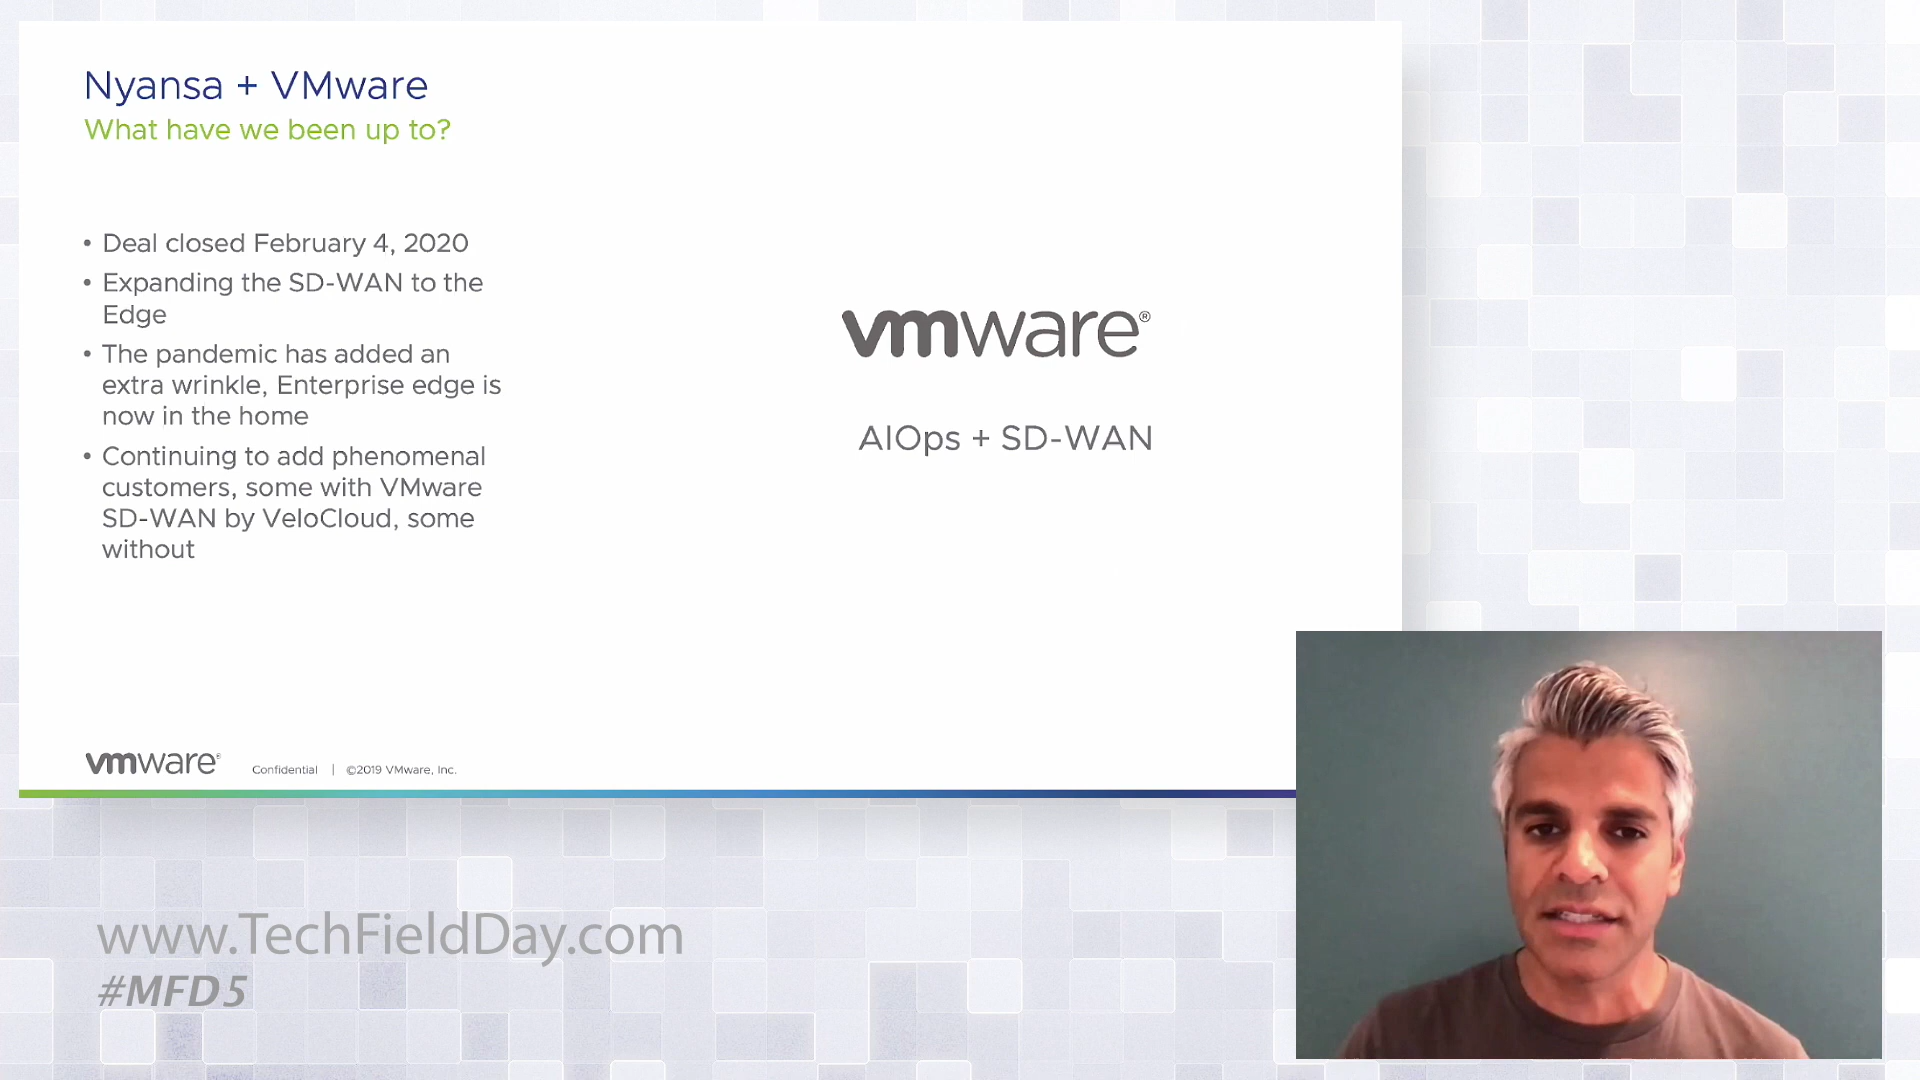 Nyansa + VMware
What have we been up to?
• Deal closed February 4, 2020
• Expanding the SD-WAN to the
Edge
• The pandemic has added an
extra wrinkle, Enterprise edge is
now in the home
• Continuing to add phenomenal
customers, some with VMware
SD-WAN by VeloCloud, some
without
vmware®
AIOps + SD-WAN
vmware® Confidential | ©2019 VMware, Inc.
www.TechFieldDay.com
#MFD5